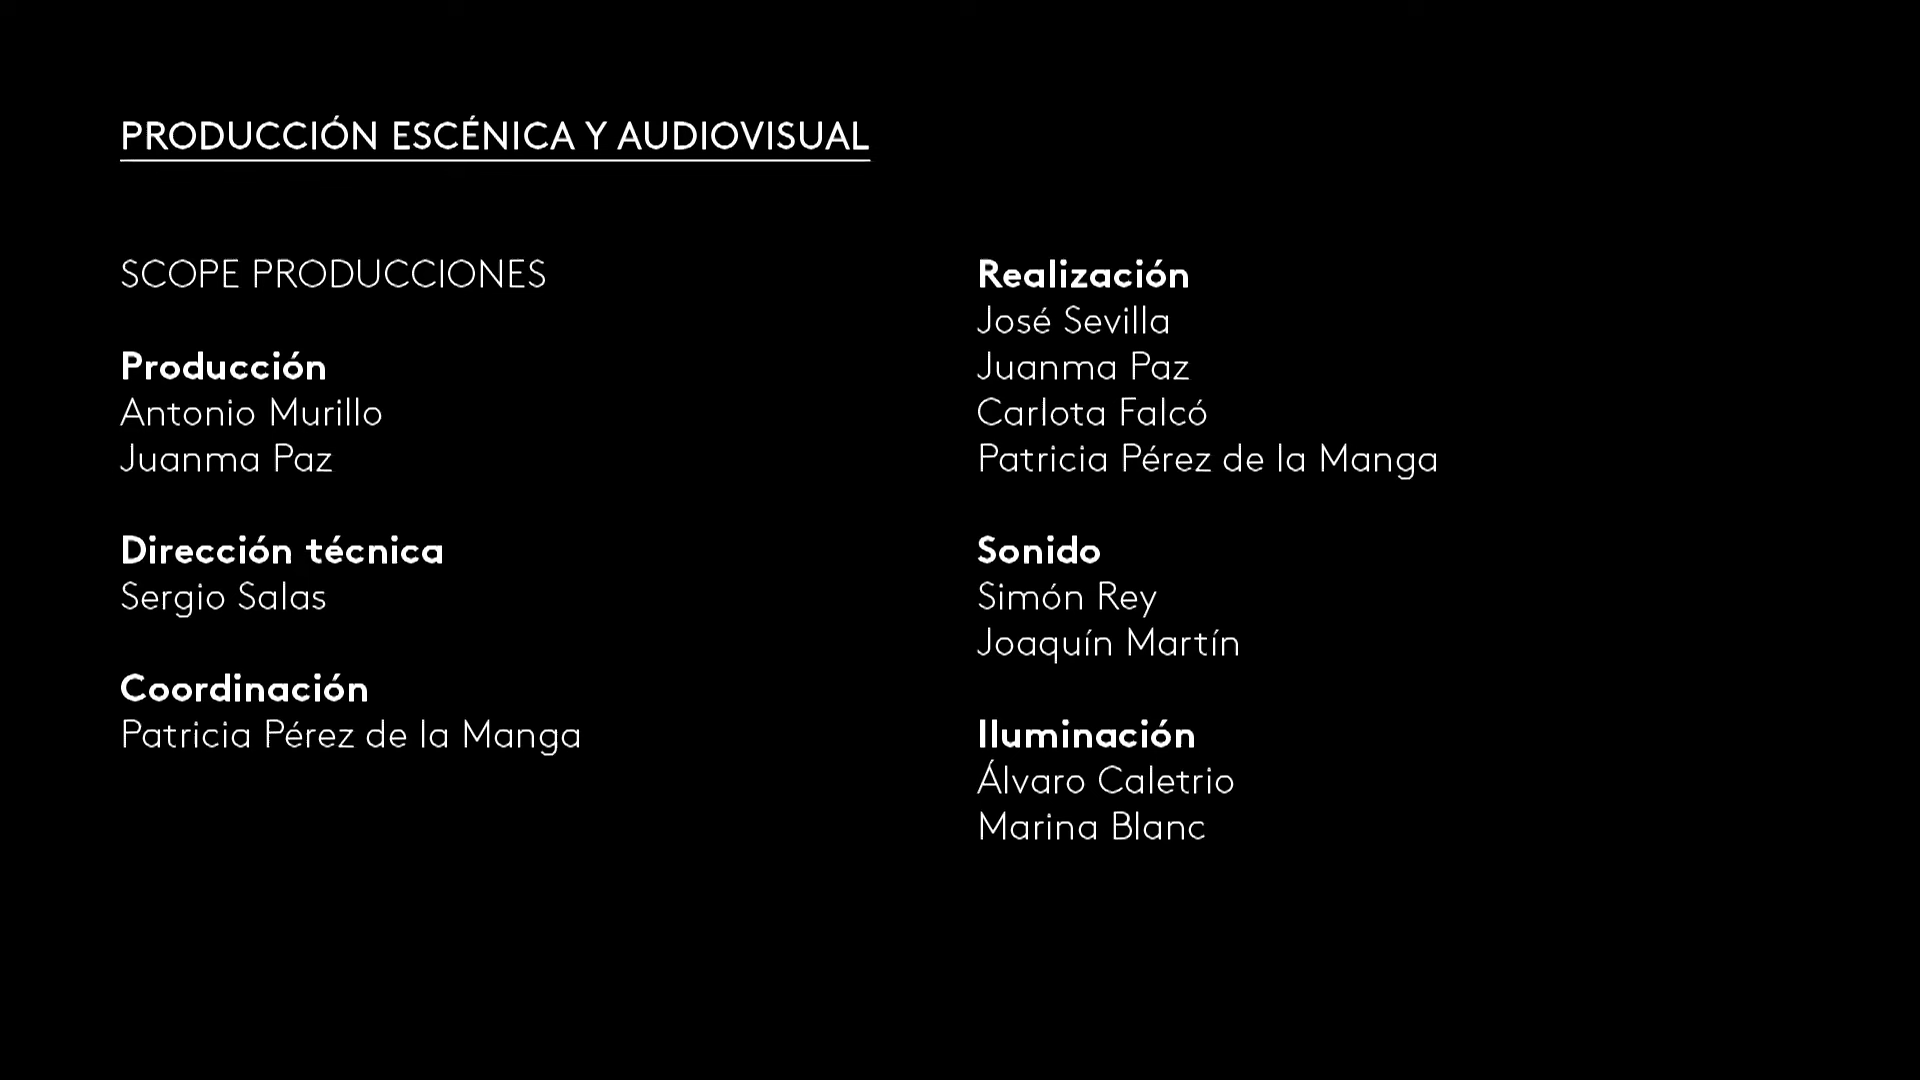 PRODUCCIÓN ESCÉNICA Y AUDIOVISUAL
SCOPE PRODUCCIONES
Producción
Antonio Murillo
Juanma Paz
Dirección técnica
Sergio Salas
Coordinación
Patricia Pérez de la Manga
Realización
José Sevilla
Juanma Paz
Carlota Falcó
Patricia Pérez de la Manga
Sonido
Simón Rey
Joaquín Martín
Iluminación
Álvaro Caletrio
Marina Blanc